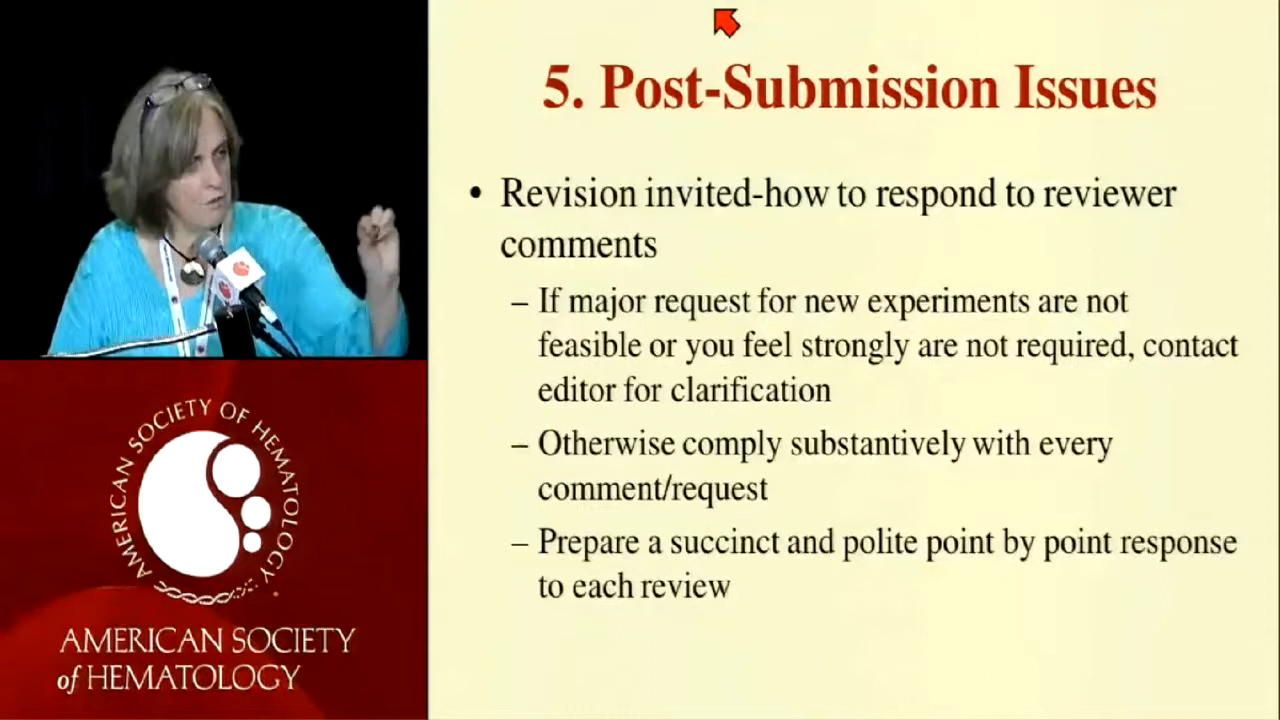 5. Post-Submission Issues
• Revision invited-how to respond to reviewer
comments
– If major request for new experiments are not
feasible or you feel strongly are not required, contact
editor for clarification
– Otherwise comply substantively with every
comment/request
– Prepare a succinct and polite point by point response
to each review
AMERICAN SOCIETY OF HEMATOLOGY
AMERICAN SOCIETY
of HEMATOLOGY